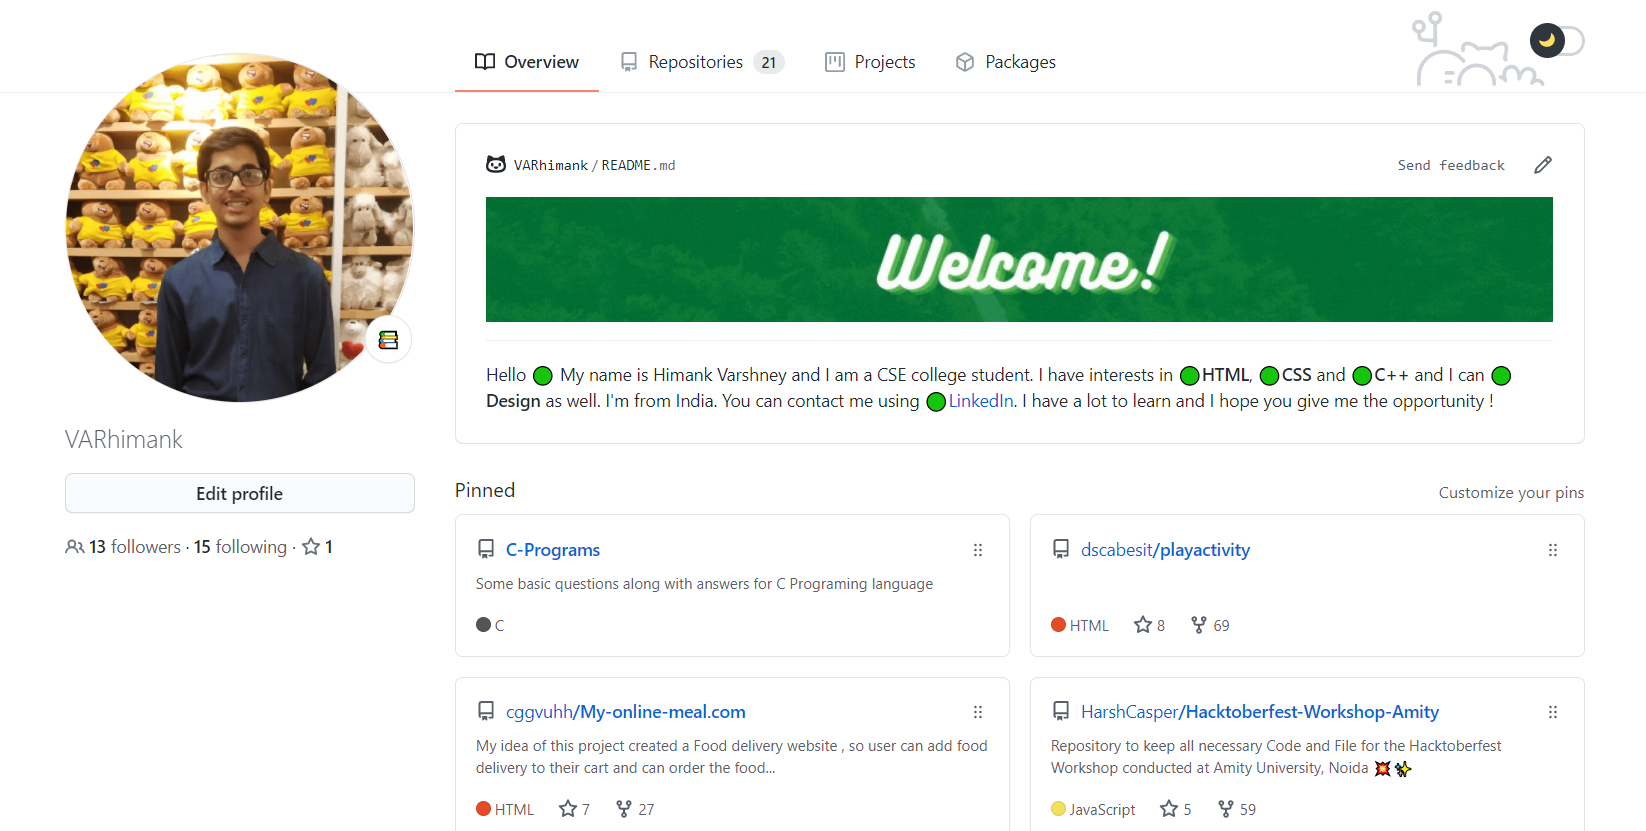 Overview
Repositories 21
Projects
Packages
VARhimank / README.md
Send feedback
Welcome!
Hello My name is Himank Varshney and I am a CSE college student. I have interests in HTML, CSS and C++ and I can
Design as well. I'm from India. You can contact me using LinkedIn. I have a lot to learn and I hope you give me the opportunity !
VARhimank
Edit profile
13 followers · 15 following · 1
Pinned
Customize your pins
C-Programs
Some basic questions along with answers for C Programing language
C
dscabesit/playactivity
HTML 8 69
cggvuhh/My-online-meal.com
My idea of this project created a Food delivery website , so user can add food
delivery to their cart and can order the food...
HTML 7 27
HarshCasper/Hacktoberfest-Workshop-Amity
Repository to keep all necessary Code and File for the Hacktoberfest
Workshop conducted at Amity University, Noida 💥✨
JavaScript 5 59